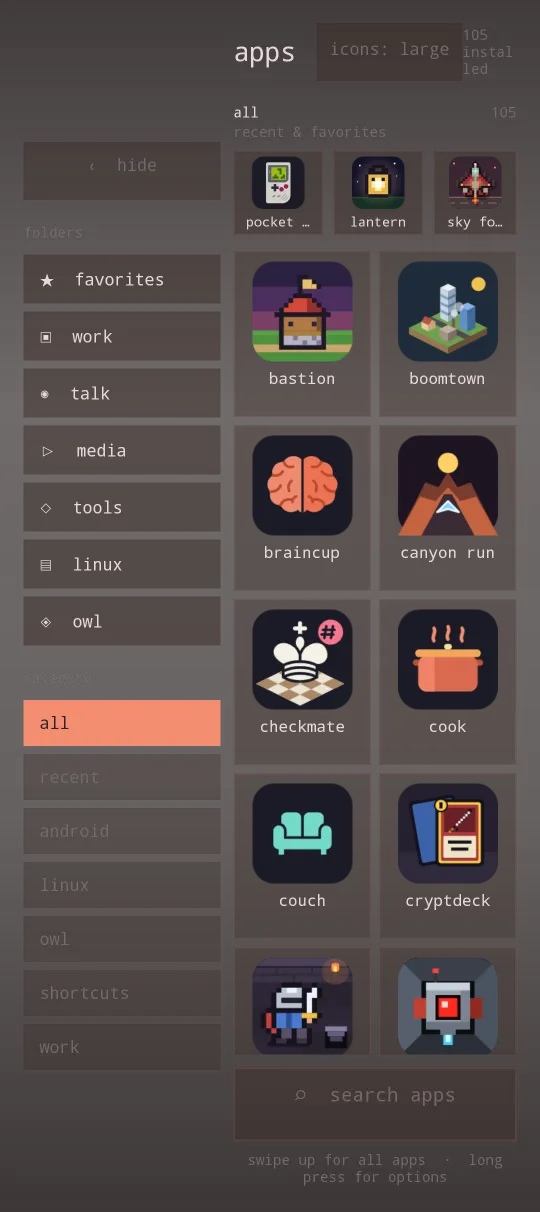 apps
icons: large
105
instal
led
all
105
recent & favorites
‹ hide
pocket …
lantern
sky fo…
folders
★ favorites
▣ work
◉ talk
▷ media
◇ tools
▤ linux
◈ owl
all
recent
android
linux
owl
shortcuts
work
bastion
boomtown
braincup
canyon run
#
checkmate
cook
couch
cryptdeck
⌕ search apps
swipe up for all apps · long
press for options